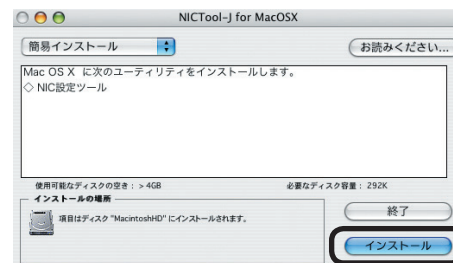 NICTool-J for MacOSX
簡易インストール
お読みください...
Mac OS X に次のユーティリティをインストールします。
◇ NIC設定ツール
使用可能なディスクの空き： > 4GB
必要なディスク容量： 292K
インストールの場所
項目はディスク "MacintoshHD" にインストールされます。
終了
インストール